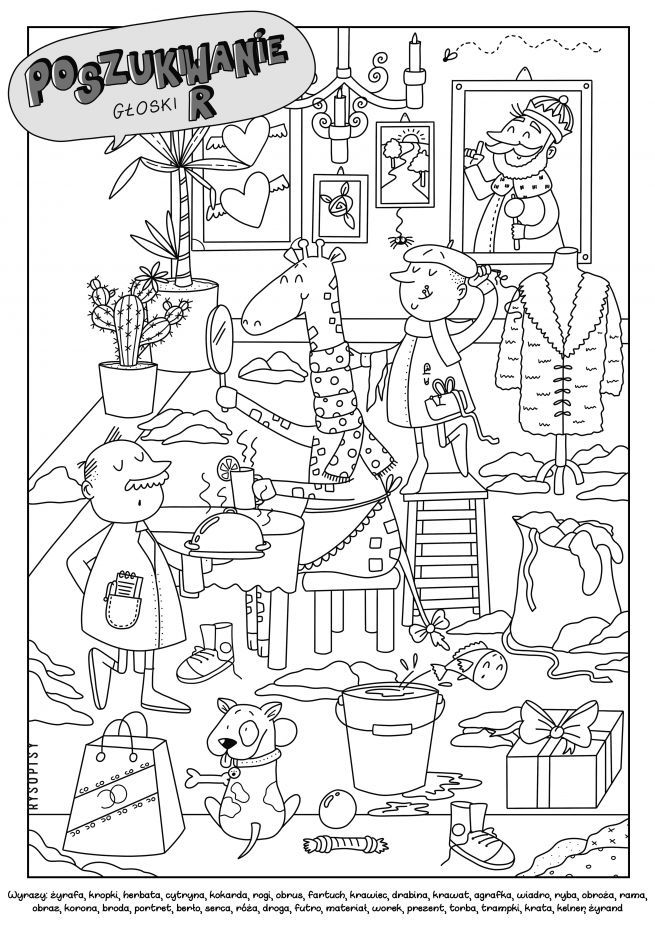 POSZUKIWANIE
GŁOSKI R
RYSUPISY
Wyrazy: żyrafa, kropki, herbata, cytryna, kokarda, rogi, obrus, fartuch, krawiec, drabina, krawat, agrafka, wiadro, ryba, obroża, rama,
obraz, korona, broda, portret, berło, serca, róża, droga, futro, materiał, worek, prezent, torba, trampki, krata, kelner, żyrand